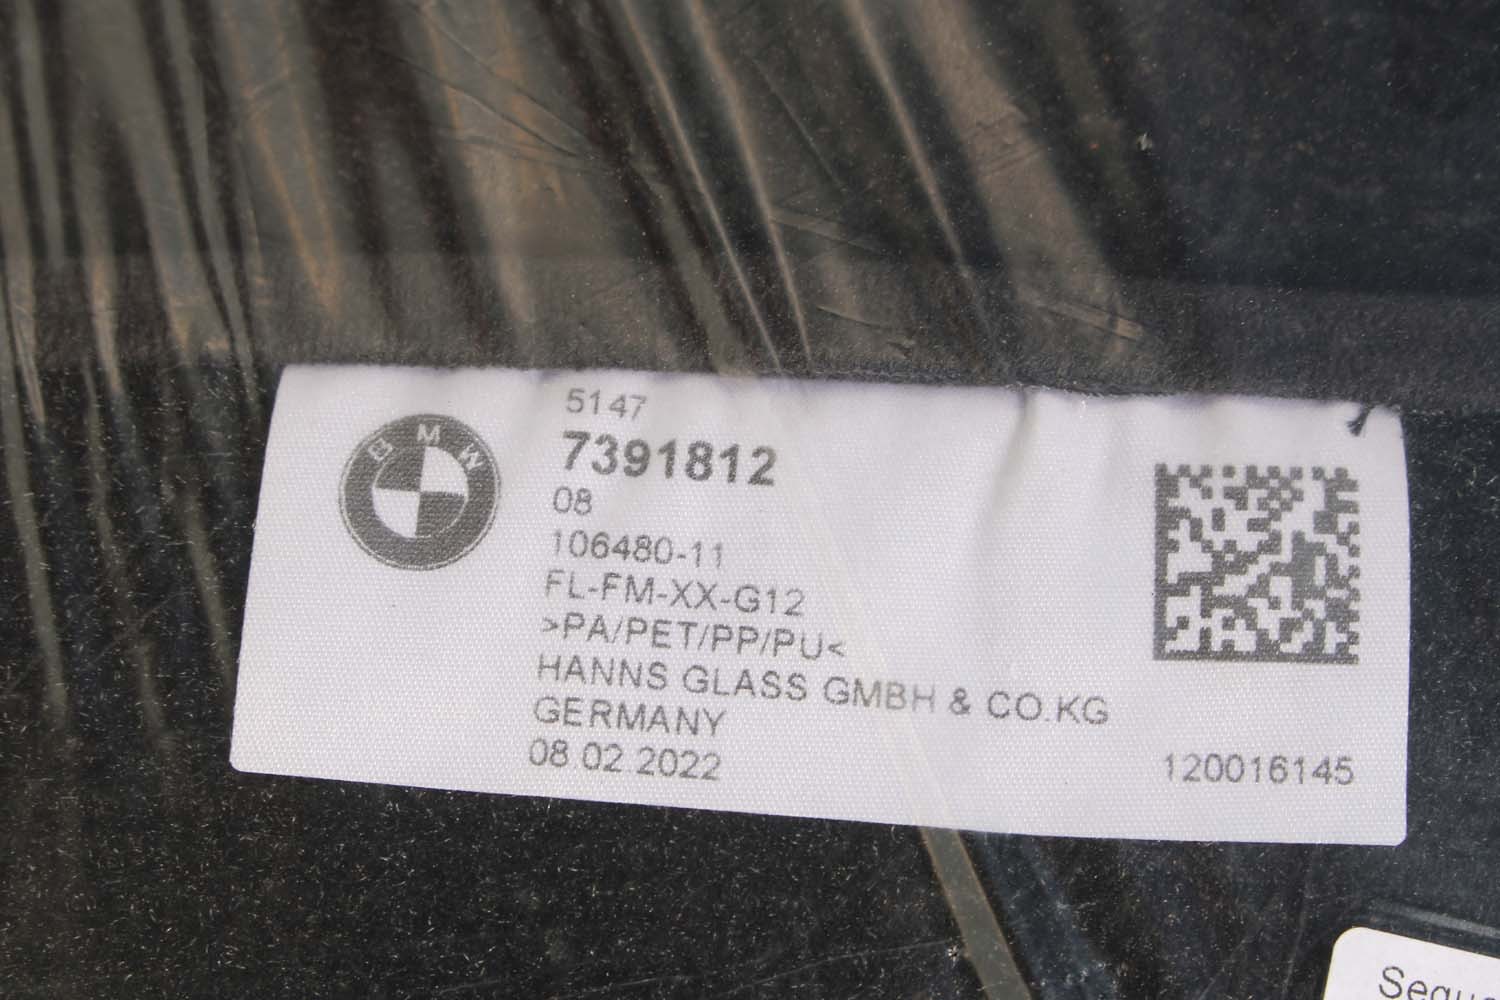 BMW
5147
7391812
08
106480-11
FL-FM-XX-G12
>PA/PET/PP/PU<
HANNS GLASS GMBH & CO.KG
GERMANY
08.02.2022
120016145